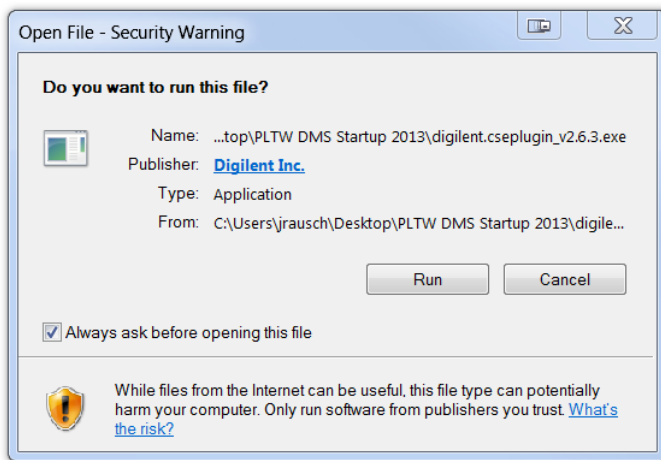 Open File - Security Warning
Do you want to run this file?
Name: ...top\PLTW DMS Startup 2013\digilent.cseplugin_v2.6.3.exe
Publisher: Digilent Inc.
Type: Application
From: C:\Users\jrausch\Desktop\PLTW DMS Startup 2013\digile...
Run Cancel
Always ask before opening this file
While files from the Internet can be useful, this file type can potentially
harm your computer. Only run software from publishers you trust. What's
the risk?